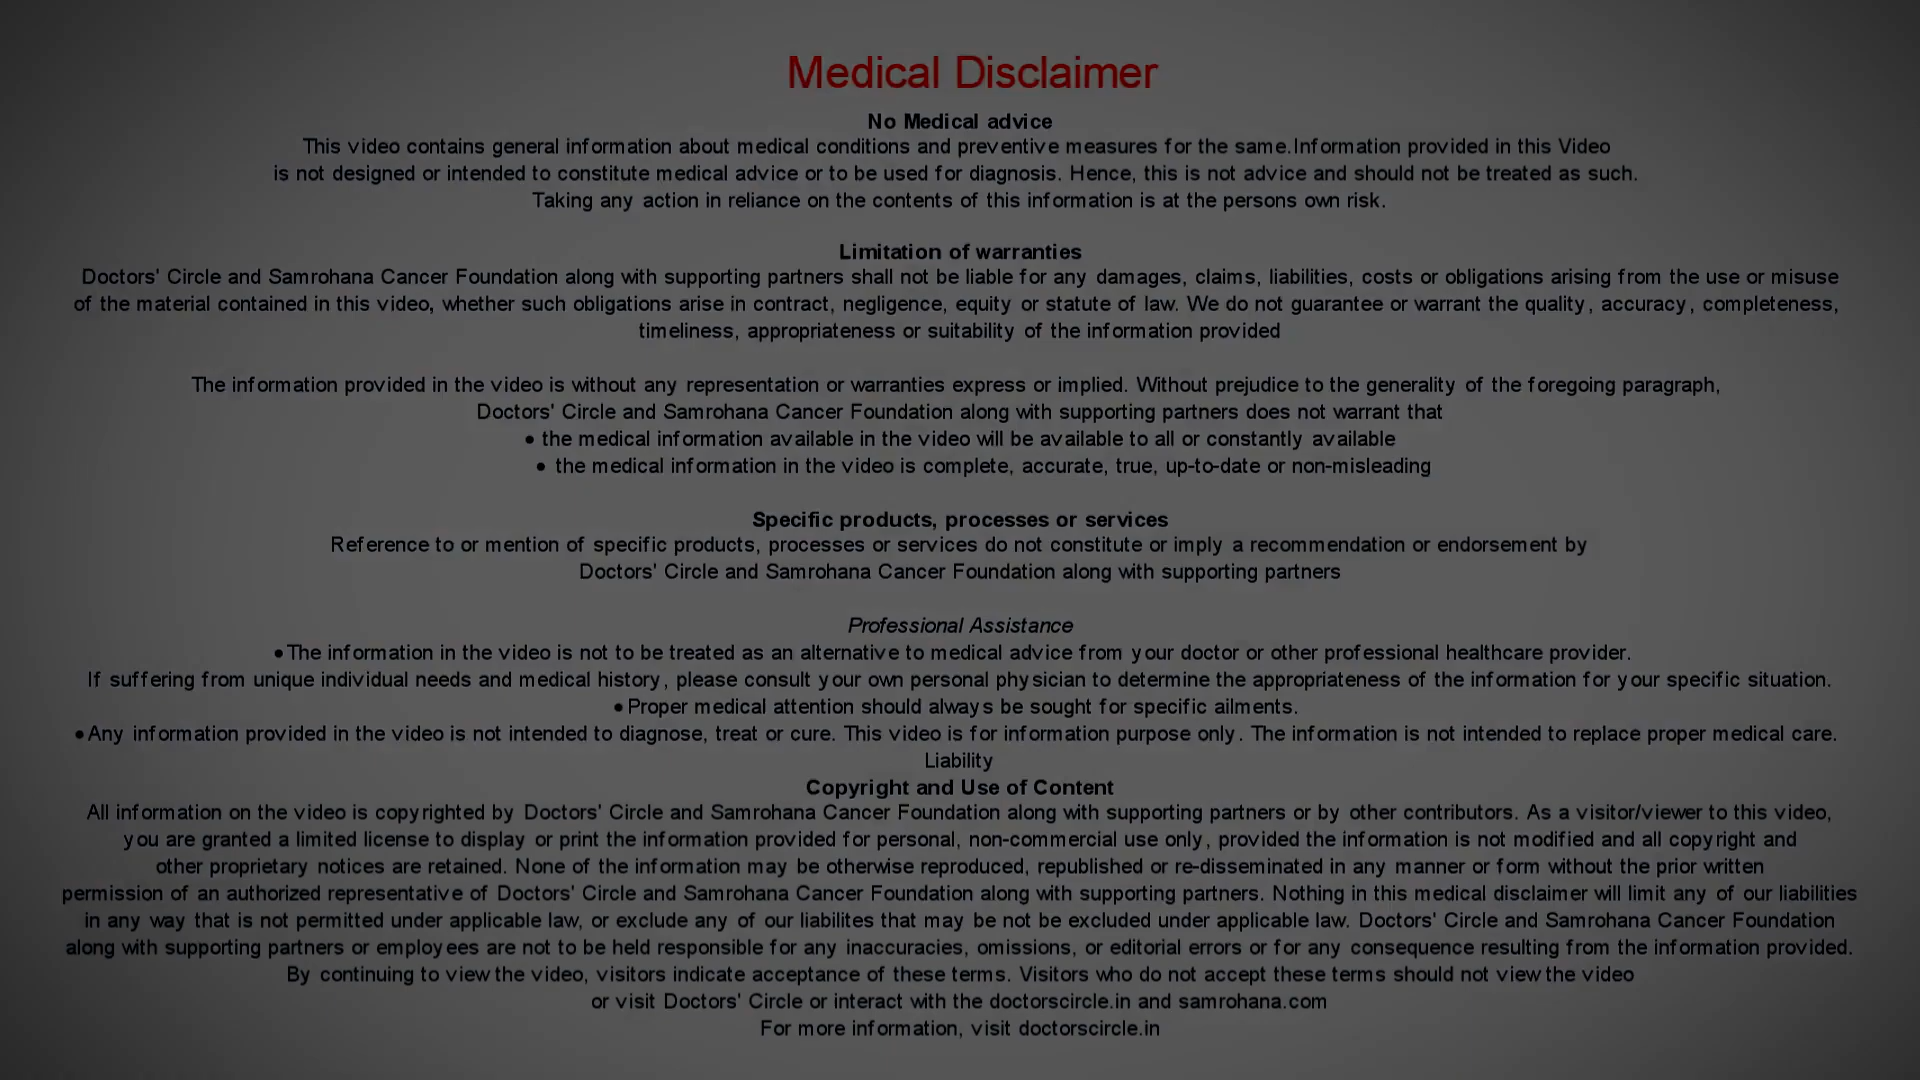 Medical Disclaimer
No Medical advice
This video contains general information about medical conditions and preventive measures for the same.Information provided in this Video
is not designed or intended to constitute medical advice or to be used for diagnosis. Hence, this is not advice and should not be treated as such.
Taking any action in reliance on the contents of this information is at the persons own risk.
Limitation of warranties
Doctors' Circle and Samrohana Cancer Foundation along with supporting partners shall not be liable for any damages, claims, liabilities, costs or obligations arising from the use or misuse
of the material contained in this video, whether such obligations arise in contract, negligence, equity or statute of law. We do not guarantee or warrant the quality, accuracy, completeness,
timeliness, appropriateness or suitability of the information provided
The information provided in the video is without any representation or warranties express or implied. Without prejudice to the generality of the foregoing paragraph,
Doctors' Circle and Samrohana Cancer Foundation along with supporting partners does not warrant that
• the medical information available in the video will be available to all or constantly available
• the medical information in the video is complete, accurate, true, up-to-date or non-misleading
Specific products, processes or services
Reference to or mention of specific products, processes or services do not constitute or imply a recommendation or endorsement by
Doctors' Circle and Samrohana Cancer Foundation along with supporting partners
Professional Assistance
•The information in the video is not to be treated as an alternative to medical advice from your doctor or other professional healthcare provider.
If suffering from unique individual needs and medical history, please consult your own personal physician to determine the appropriateness of the information for your specific situation.
•Proper medical attention should always be sought for specific ailments.
•Any information provided in the video is not intended to diagnose, treat or cure. This video is for information purpose only. The information is not intended to replace proper medical care.
Liability
Copyright and Use of Content
All information on the video is copyrighted by Doctors' Circle and Samrohana Cancer Foundation along with supporting partners or by other contributors. As a visitor/viewer to this video,
you are granted a limited license to display or print the information provided for personal, non-commercial use only, provided the information is not modified and all copyright and
other proprietary notices are retained. None of the information may be otherwise reproduced, republished or re-disseminated in any manner or form without the prior written
permission of an authorized representative of Doctors' Circle and Samrohana Cancer Foundation along with supporting partners. Nothing in this medical disclaimer will limit any of our liabilities
in any way that is not permitted under applicable law, or exclude any of our liabilites that may be not be excluded under applicable law. Doctors' Circle and Samrohana Cancer Foundation
along with supporting partners or employees are not to be held responsible for any inaccuracies, omissions, or editorial errors or for any consequence resulting from the information provided.
By continuing to view the video, visitors indicate acceptance of these terms. Visitors who do not accept these terms should not view the video
or visit Doctors' Circle or interact with the doctorscircle.in and samrohana.com
For more information, visit doctorscircle.in